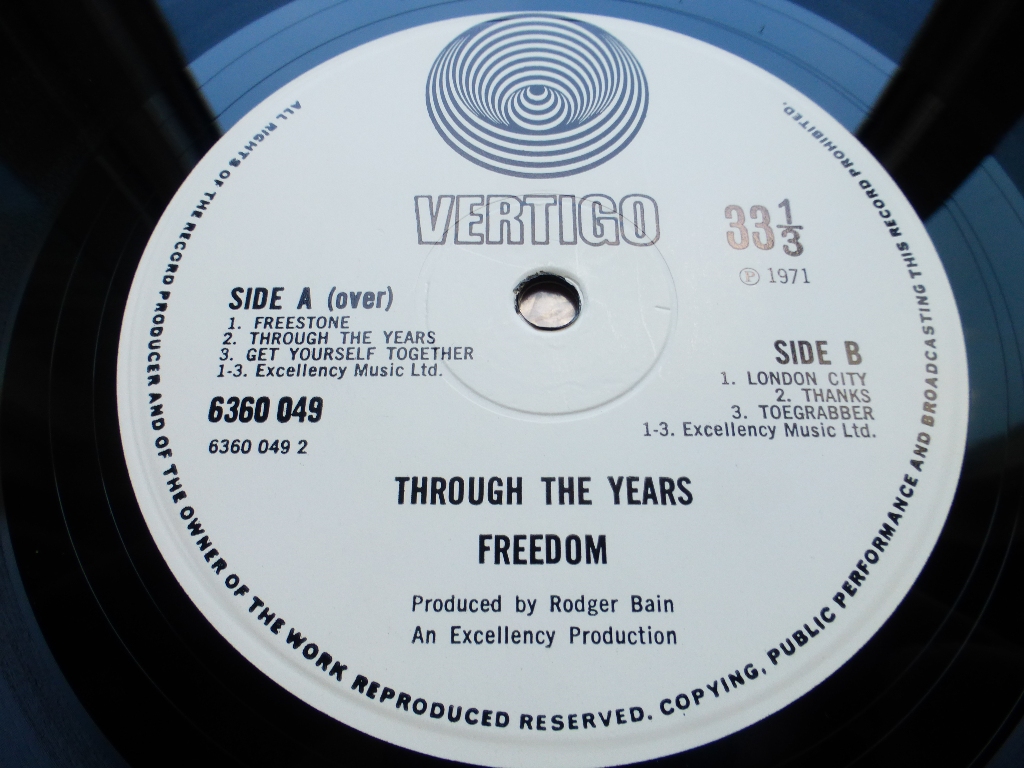 VERTIGO
33 1/3
Ⓟ 1971
SIDE A (over)
1. FREESTONE
2. THROUGH THE YEARS
3. GET YOURSELF TOGETHER
1-3. Excellency Music Ltd.
6360 049
6360 049 2
SIDE B
1. LONDON CITY
2. THANKS
3. TOEGRABBER
1-3. Excellency Music Ltd.
THROUGH THE YEARS
FREEDOM
Produced by Rodger Bain
An Excellency Production
ALL RIGHTS OF THE RECORD PRODUCER AND OF THE OWNER OF THE WORK REPRODUCED RESERVED. COPYING, PUBLIC PERFORMANCE AND BROADCASTING THIS RECORD PROHIBITED.